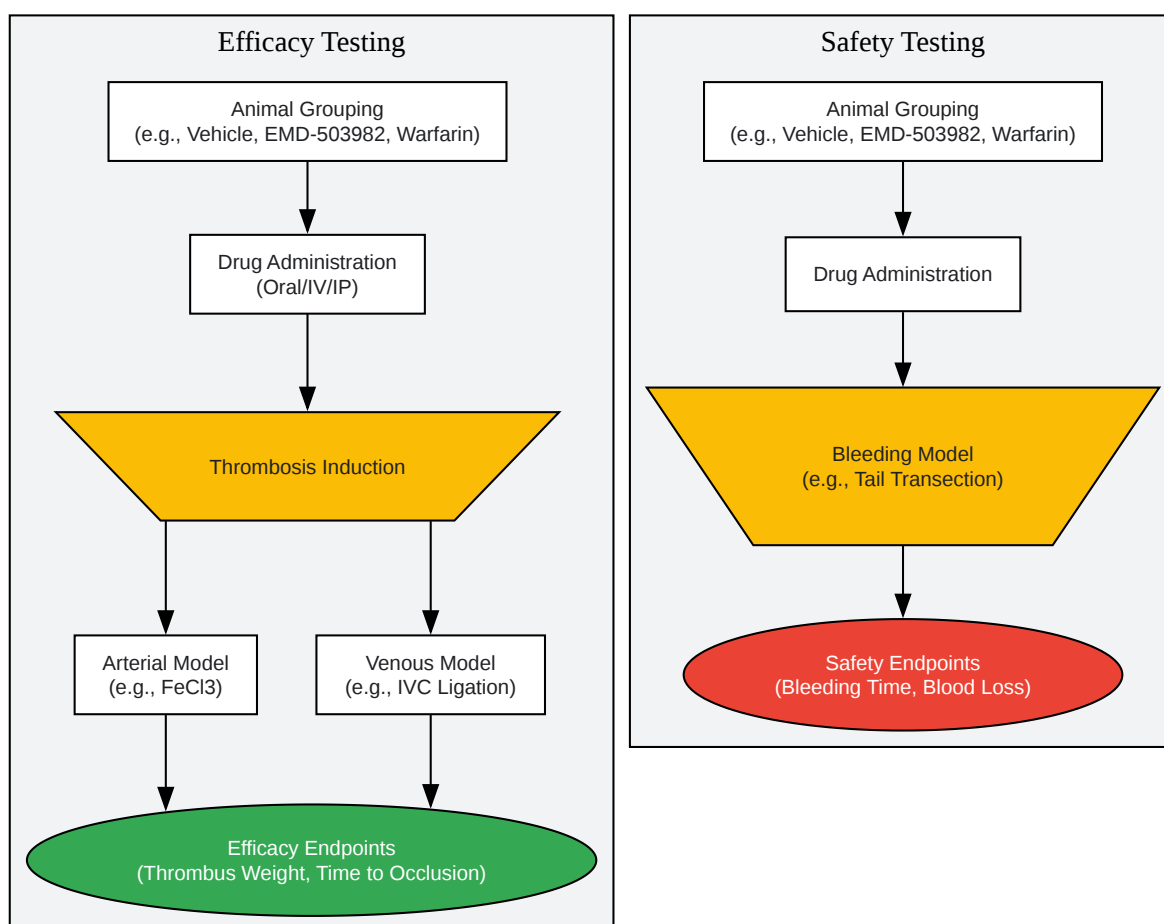 Efficacy Testing
Animal Grouping
(e.g., Vehicle, EMD-503982, Warfarin)
Drug Administration
(Oral/IV/IP)
Thrombosis Induction
Arterial Model
(e.g., FeCl3)
Venous Model
(e.g., IVC Ligation)
Efficacy Endpoints
(Thrombus Weight, Time to Occlusion)
Safety Testing
Animal Grouping
(e.g., Vehicle, EMD-503982, Warfarin)
Drug Administration
Bleeding Model
(e.g., Tail Transection)
Safety Endpoints
(Bleeding Time, Blood Loss)